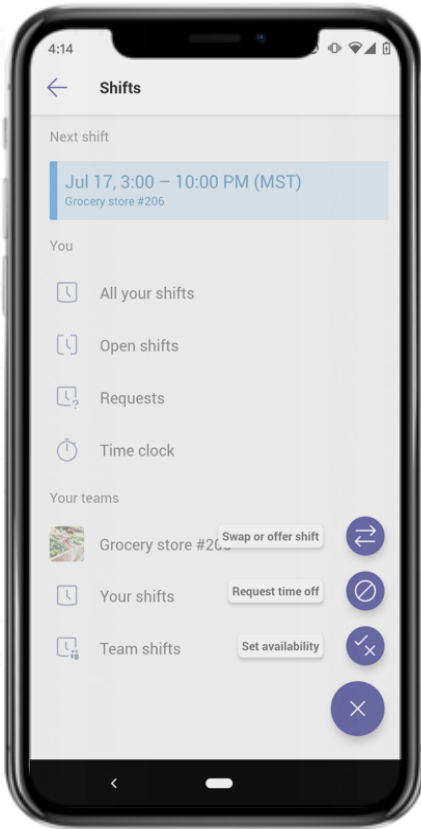 4:14
Shifts
Next shift
Jul 17, 3:00 – 10:00 PM (MST)
Grocery store #206
You
All your shifts
Open shifts
Requests
Time clock
Your teams
Grocery store #206
Swap or offer shift
Your shifts
Request time off
Team shifts
Set availability